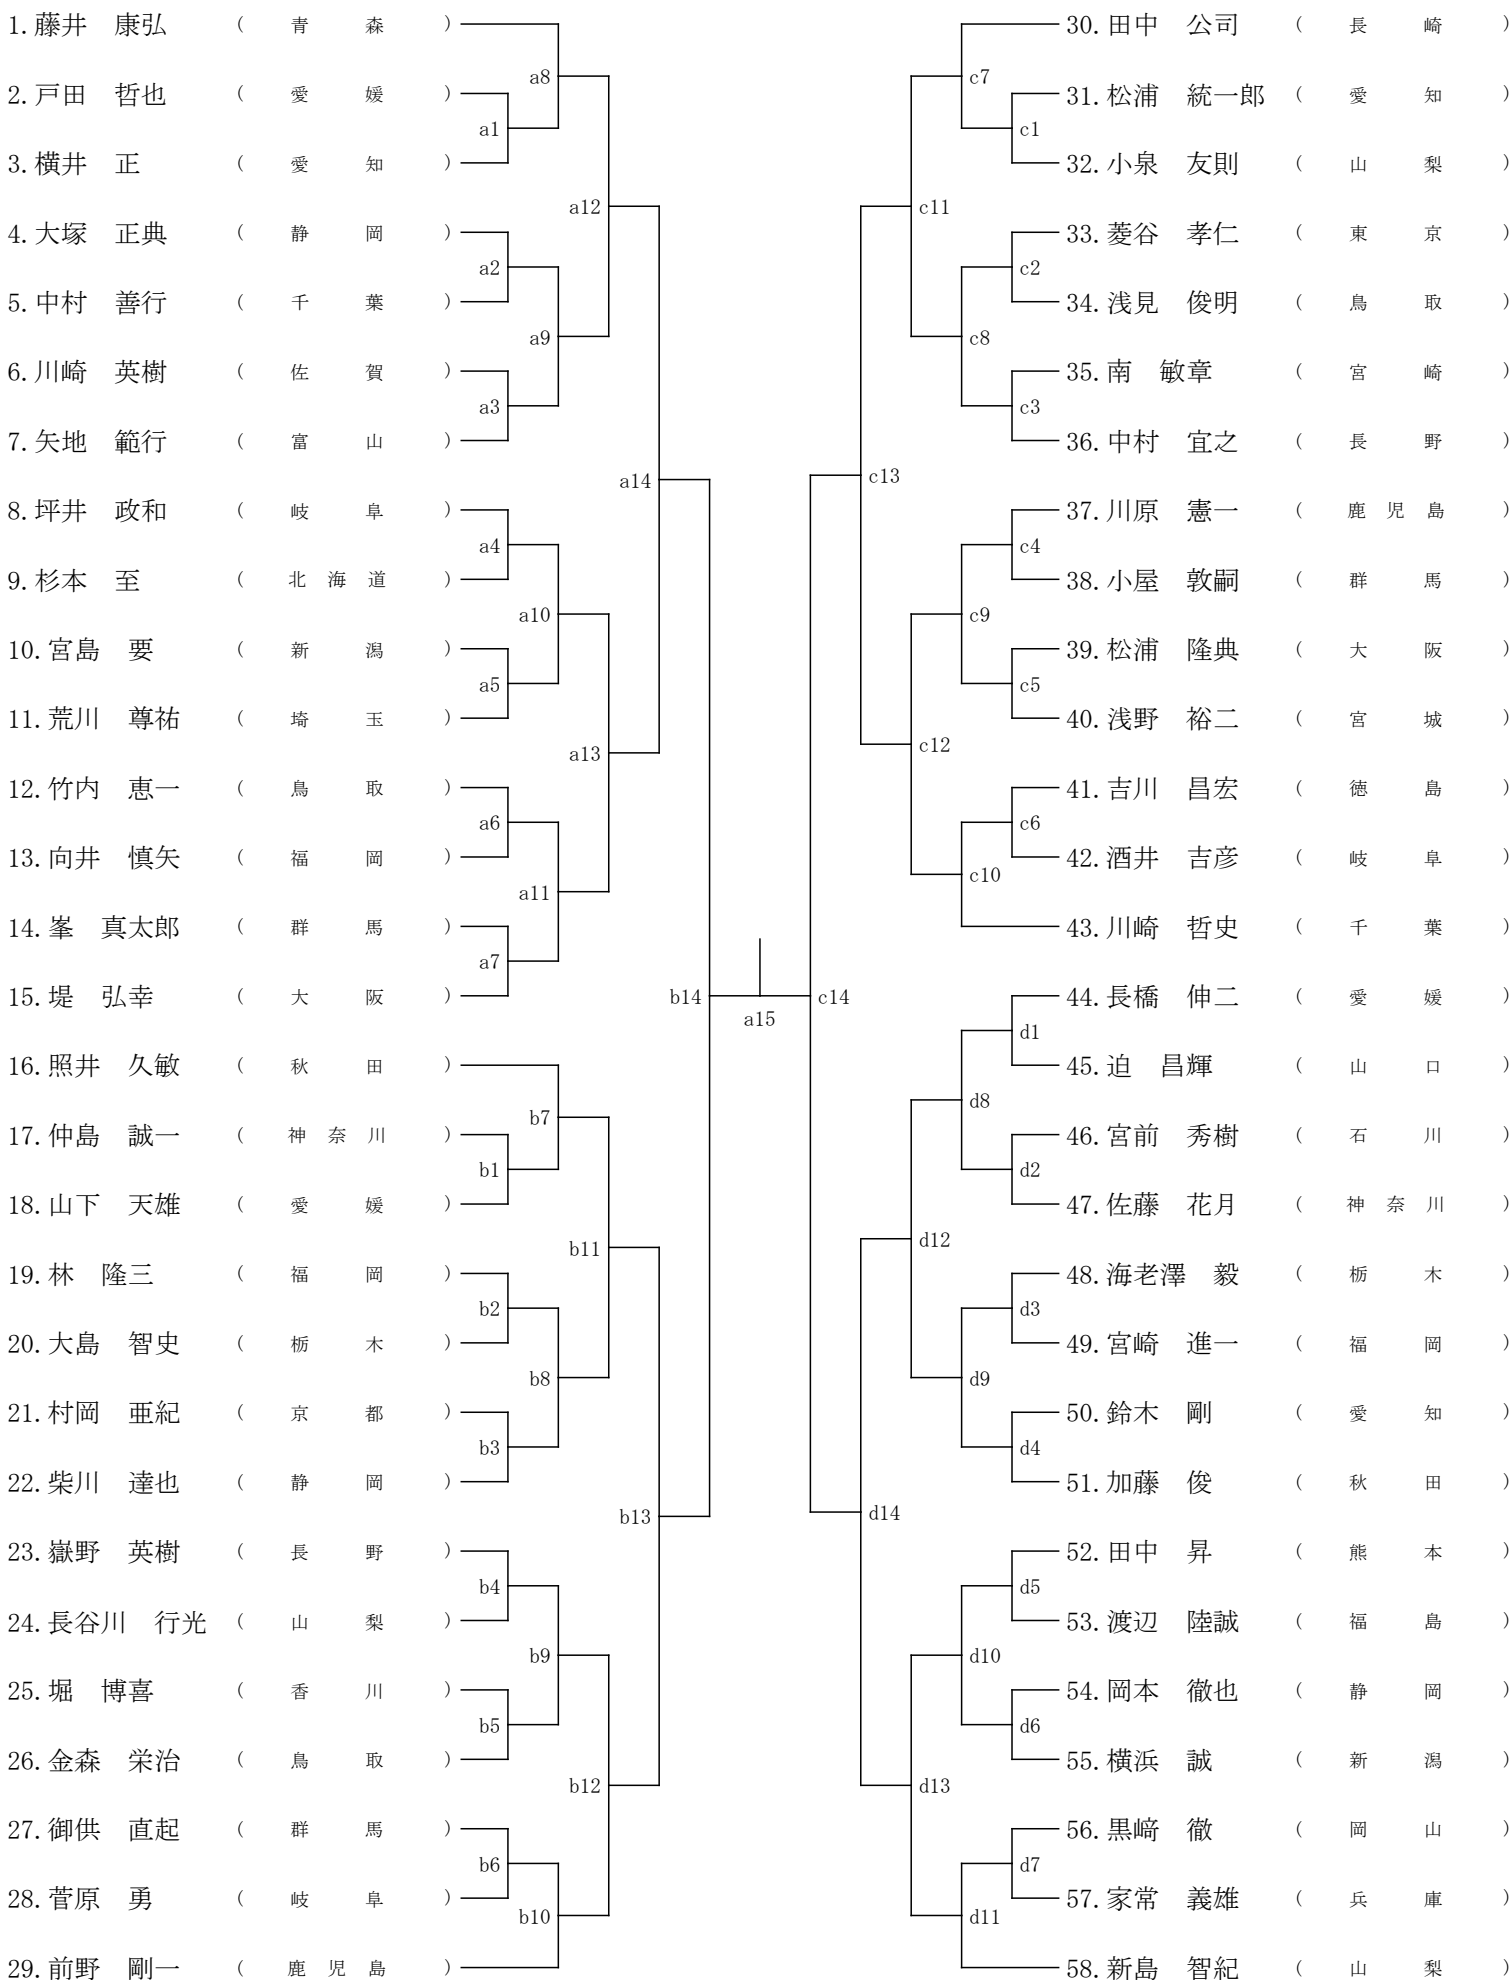 1. 藤井　康弘 （ 青 森 ）
a8
2. 戸田　哲也 （ 愛 媛 ）
a1
3. 横井　正 （ 愛 知 ）
a12
4. 大塚　正典 （ 静 岡 ）
a2
5. 中村　善行 （ 千 葉 ）
a9
6. 川崎　英樹 （ 佐 賀 ）
a3
7. 矢地　範行 （ 富 山 ）
a14
8. 坪井　政和 （ 岐 阜 ）
a4
9. 杉本　至 （ 北 海 道 ）
a10
10. 宮島　要 （ 新 潟 ）
a5
11. 荒川　尊祐 （ 埼 玉 ）
a13
12. 竹内　恵一 （ 鳥 取 ）
a6
13. 向井　慎矢 （ 福 岡 ）
a11
14. 峯　真太郎 （ 群 馬 ）
a7
15. 堤　弘幸 （ 大 阪 ）
b14
a15
16. 照井　久敏 （ 秋 田 ）
b7
17. 仲島　誠一 （ 神 奈 川 ）
b1
18. 山下　天雄 （ 愛 媛 ）
b11
19. 林　隆三 （ 福 岡 ）
b2
20. 大島　智史 （ 栃 木 ）
b8
21. 村岡　亜紀 （ 京 都 ）
b3
22. 柴川　達也 （ 静 岡 ）
b13
23. 嶽野　英樹 （ 長 野 ）
b4
24. 長谷川　行光 （ 山 梨 ）
b9
25. 堀　博喜 （ 香 川 ）
b5
26. 金森　栄治 （ 鳥 取 ）
b12
27. 御供　直起 （ 群 馬 ）
b6
28. 菅原　勇 （ 岐 阜 ）
b10
29. 前野　剛一 （ 鹿 児 島 ）
30. 田中　公司 （ 長 崎 ）
c7
31. 松浦　統一郎 （ 愛 知 ）
c1
32. 小泉　友則 （ 山 梨 ）
c11
33. 菱谷　孝仁 （ 東 京 ）
c2
34. 浅見　俊明 （ 鳥 取 ）
c8
35. 南　敏章 （ 宮 崎 ）
c3
36. 中村　宜之 （ 長 野 ）
c13
37. 川原　憲一 （ 鹿 児 島 ）
c4
38. 小屋　敦嗣 （ 群 馬 ）
c9
39. 松浦　隆典 （ 大 阪 ）
c5
40. 浅野　裕二 （ 宮 城 ）
c12
41. 吉川　昌宏 （ 徳 島 ）
c6
42. 酒井　吉彦 （ 岐 阜 ）
c10
43. 川崎　哲史 （ 千 葉 ）
c14
44. 長橋　伸二 （ 愛 媛 ）
d1
45. 迫　昌輝 （ 山 口 ）
d8
46. 宮前　秀樹 （ 石 川 ）
d2
47. 佐藤　花月 （ 神 奈 川 ）
d12
48. 海老澤　毅 （ 栃 木 ）
d3
49. 宮崎　進一 （ 福 岡 ）
d9
50. 鈴木　剛 （ 愛 知 ）
d4
51. 加藤　俊 （ 秋 田 ）
d14
52. 田中　昇 （ 熊 本 ）
d5
53. 渡辺　陸誠 （ 福 島 ）
d10
54. 岡本　徹也 （ 静 岡 ）
d6
55. 横浜　誠 （ 新 潟 ）
d13
56. 黒﨑　徹 （ 岡 山 ）
d7
57. 家常　義雄 （ 兵 庫 ）
d11
58. 新島　智紀 （ 山 梨 ）